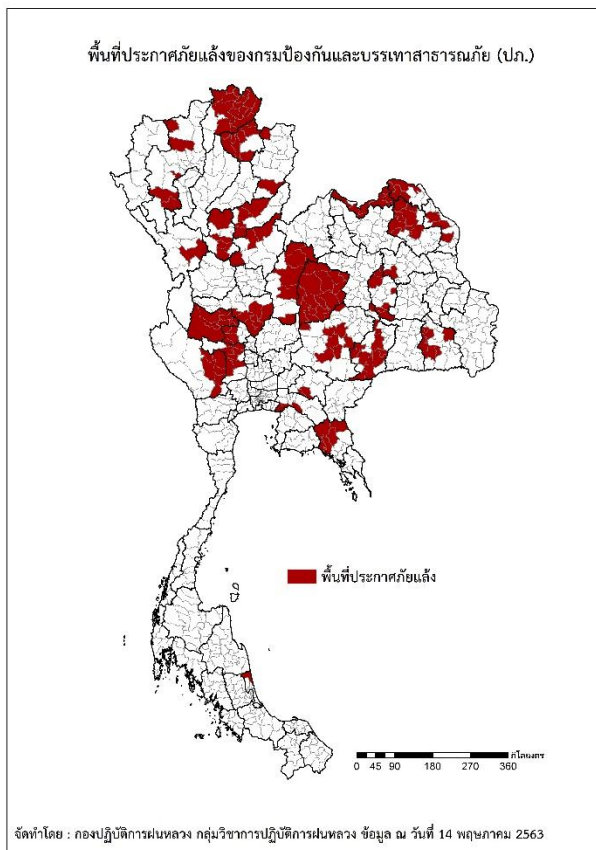 พื้นที่ประกาศภัยแล้งของกรมป้องกันและบรรเทาสาธารณภัย (ปภ.)
พื้นที่ประกาศภัยแล้ง
กิโลเมตร
0 45 90 180 270 360
จัดทำโดย : กองปฏิบัติการฝนหลวง กลุ่มวิชาการปฏิบัติการฝนหลวง ข้อมูล ณ วันที่ 14 พฤษภาคม 2563